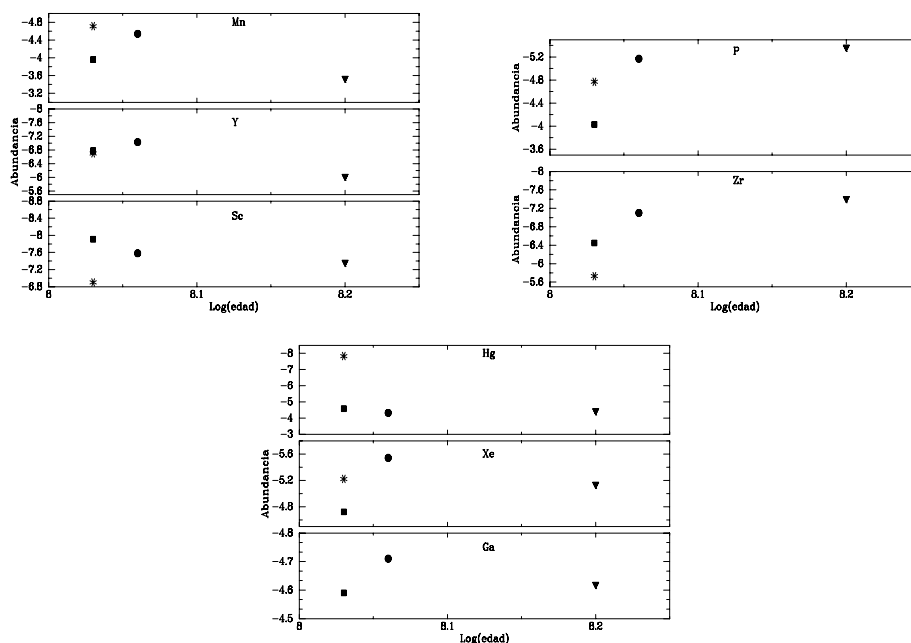 Mn
-4.8
-4.4
-4
-3.6
-3.2
Y
-8
-7.6
-7.2
-6.8
-6.4
-6
-5.6
Abundancia
Sc
-8.8
-8.4
-8
-7.6
-7.2
-6.8
8 8.1 8.2
Log(edad)
P
-5.2
-4.8
-4.4
-4
-3.6
Abundancia
Zr
-8
-7.6
-7.2
-6.8
-6.4
-6
-5.6
Abundancia
8 8.1 8.2
Log(edad)
Hg
-8
-7
-6
-5
-4
-3
Xe
-5.6
-5.2
-4.8
Abundancia
Ga
-4.8
-4.7
-4.6
-4.5
8 8.1 8.2
Log(edad)